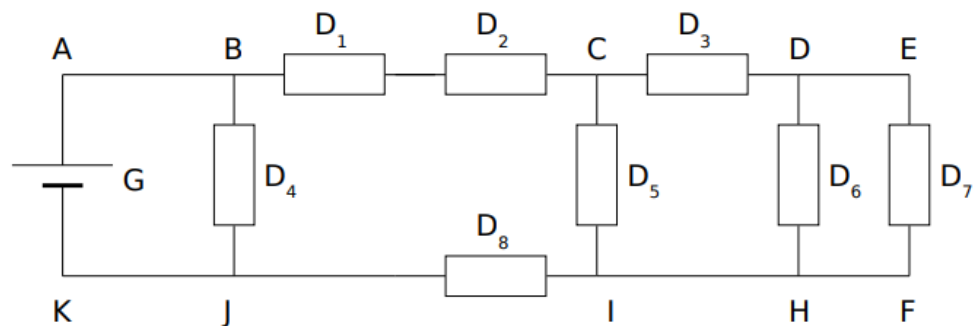 A B D₁ D₂ C D₃ D E
G D₄ D₅ D₆ D₇
D₈
K J I H F